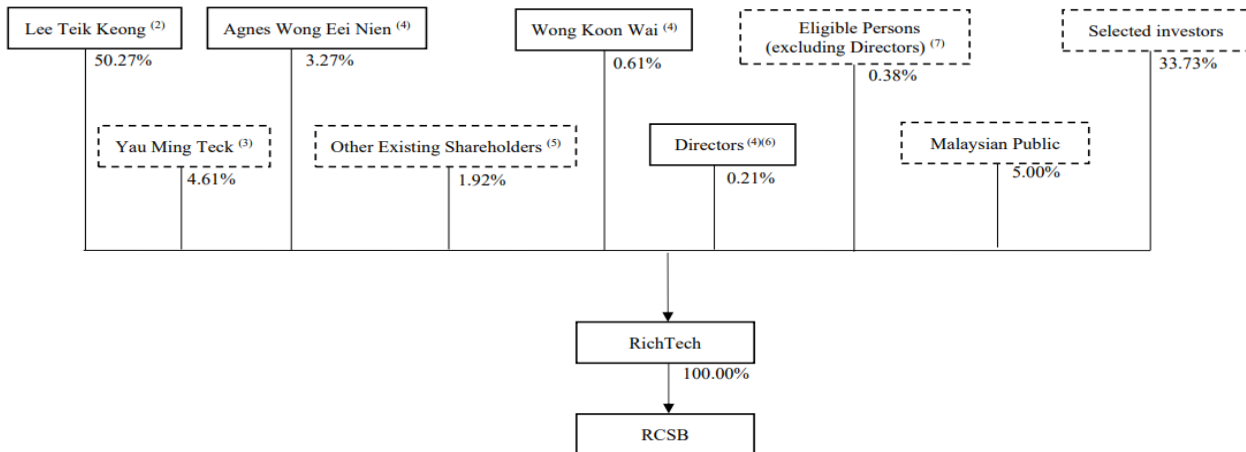 Lee Teik Keong (2)
50.27%
Agnes Wong Eei Nien (4)
3.27%
Wong Koon Wai (4)
0.61%
Eligible Persons
(excluding Directors) (7)
0.38%
Selected investors
33.73%
Yau Ming Teck (3)
4.61%
Other Existing Shareholders (5)
1.92%
Directors (4)(6)
0.21%
Malaysian Public
5.00%
RichTech
100.00%
RCSB